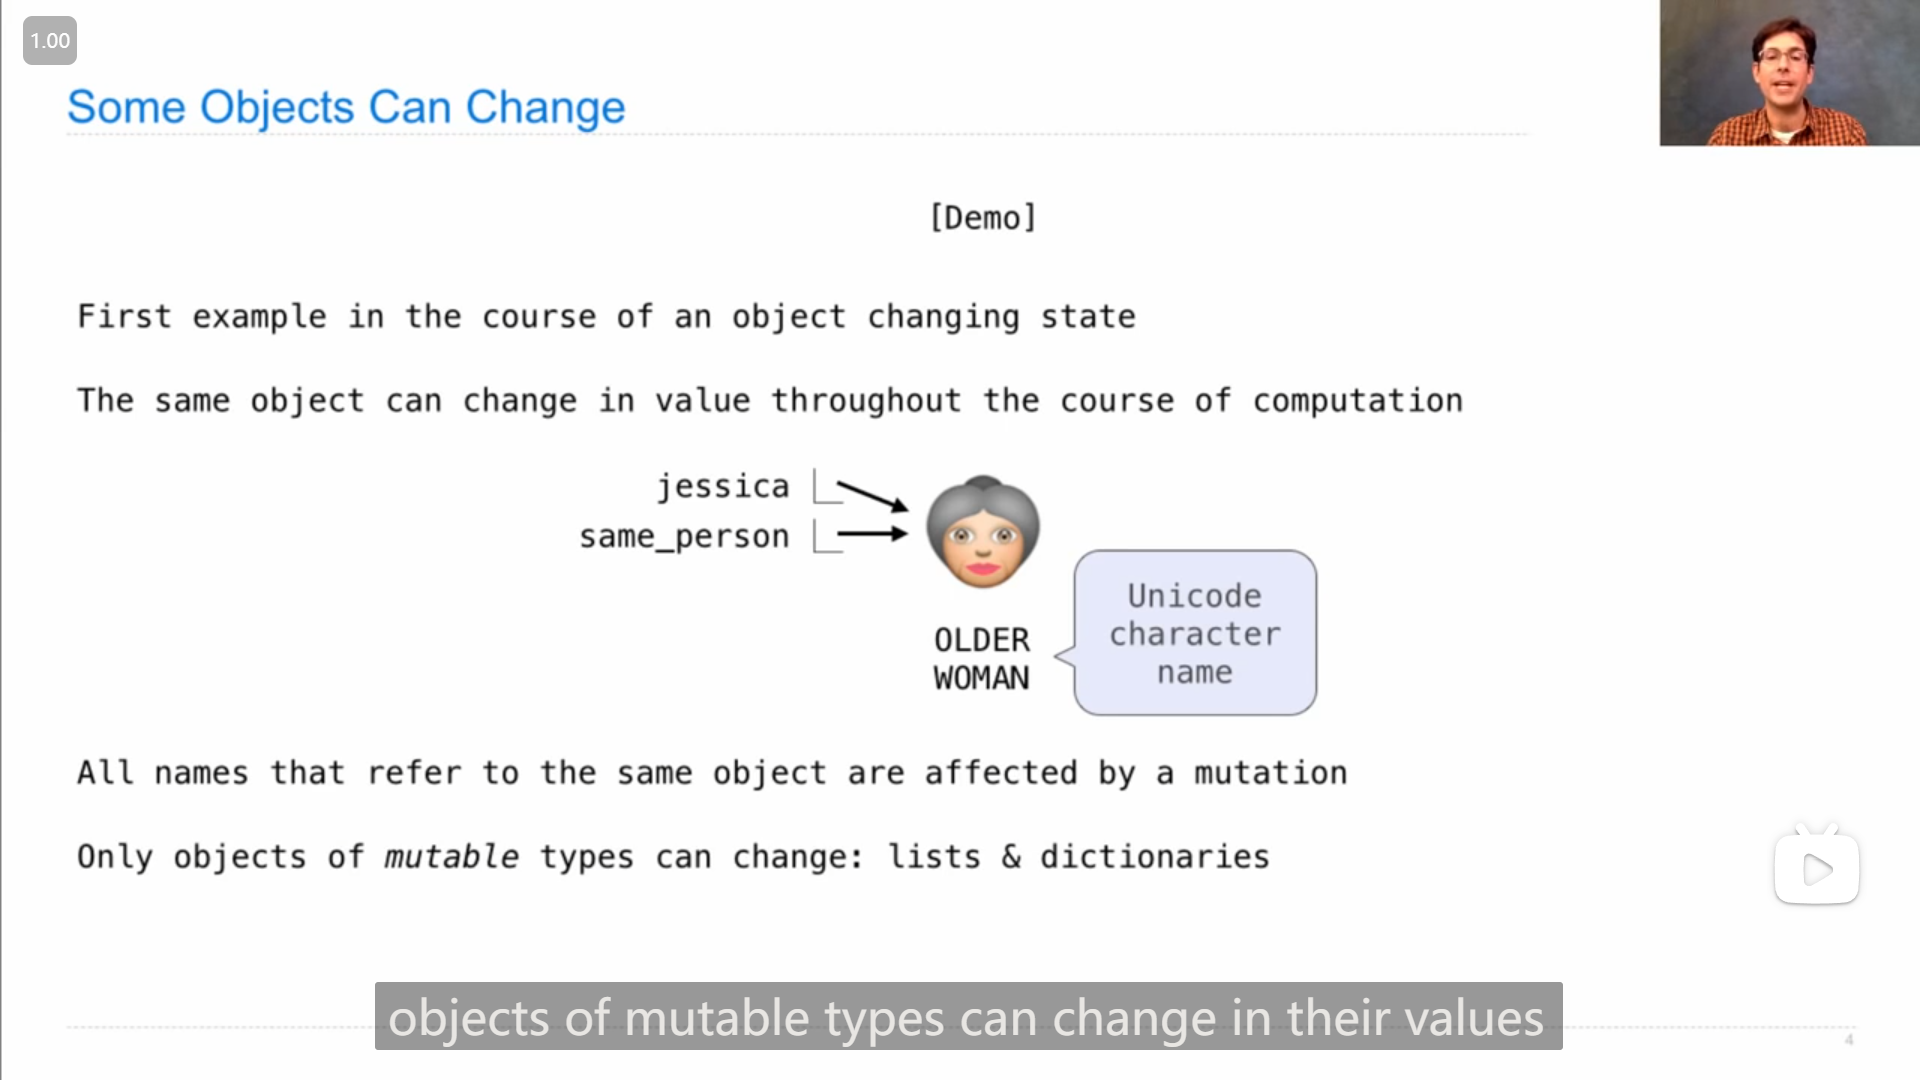 1.00
Some Objects Can Change
[Demo]
First example in the course of an object changing state
The same object can change in value throughout the course of computation
jessica
same_person
OLDER
WOMAN
Unicode
character
name
All names that refer to the same object are affected by a mutation
Only objects of mutable types can change: lists & dictionaries
objects of mutable types can change in their values
4